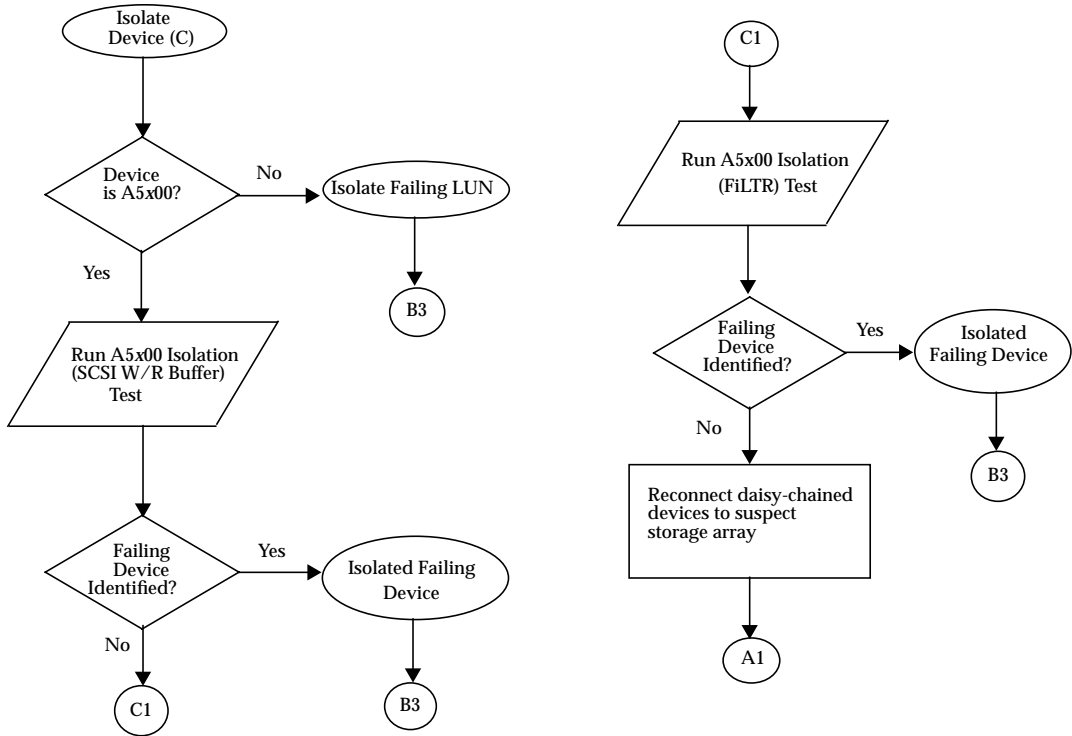 Isolate
Device (C)
Device
is A5x00?
No
Isolate Failing LUN
B3
Yes
Run A5x00 Isolation
(SCSI W/R Buffer)
Test
Failing
Device
Identified?
Yes
Isolated Failing
Device
B3
No
C1
C1
Run A5x00 Isolation
(FiLTR) Test
Failing
Device
Identified?
Yes
Isolated
Failing Device
B3
No
Reconnect daisy-chained
devices to suspect
storage array
A1